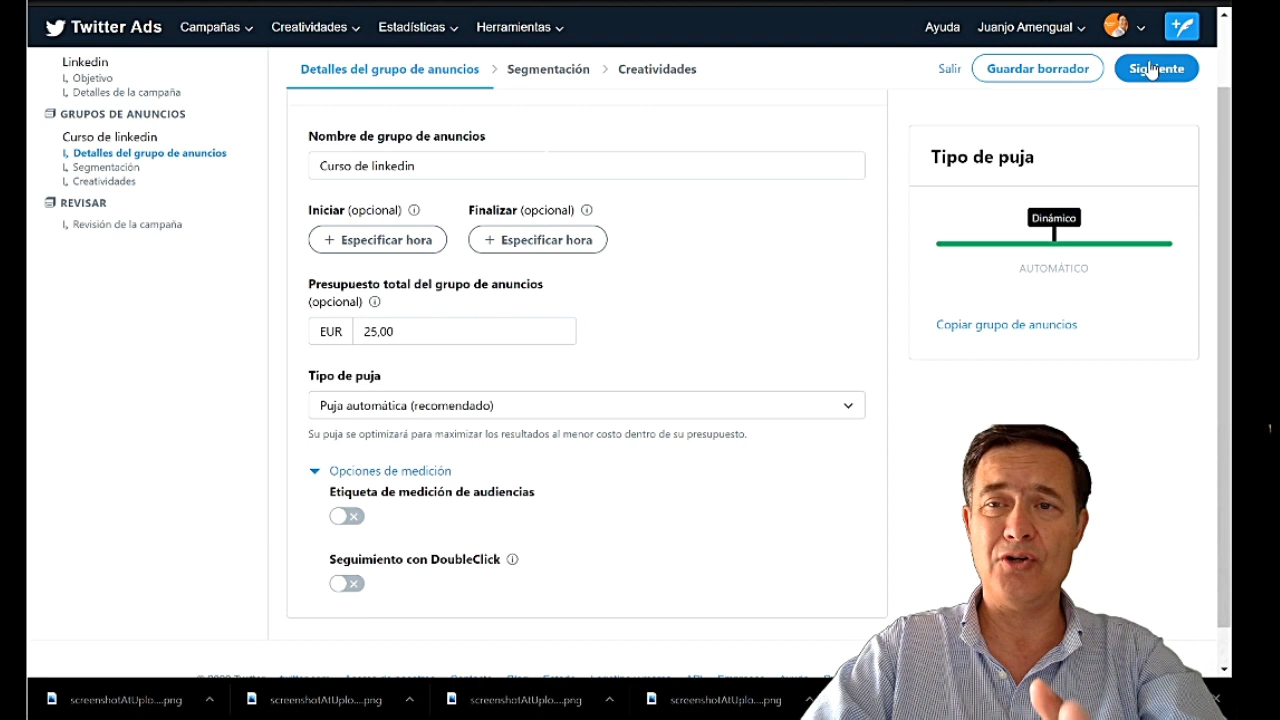 Twitter Ads Campañas Creatividades Estadísticas Herramientas Ayuda Juanjo Amengual
Linkedin
Objetivo
Detalles de la campaña
GRUPOS DE ANUNCIOS
Curso de linkedin
Detalles del grupo de anuncios
Segmentación
Creatividades
REVISAR
Revisión de la campaña
Detalles del grupo de anuncios > Segmentación > Creatividades
Salir Guardar borrador Siguiente
Nombre de grupo de anuncios
Curso de linkedin
Iniciar (opcional) Finalizar (opcional)
+ Especificar hora + Especificar hora
Presupuesto total del grupo de anuncios
(opcional)
EUR 25,00
Tipo de puja
Puja automática (recomendado)
Su puja se optimizará para maximizar los resultados al menor costo dentro de su presupuesto.
Opciones de medición
Etiqueta de medición de audiencias
Seguimiento con DoubleClick
Tipo de puja
Dinámico
AUTOMÁTICO
Copiar grupo de anuncios
screenshotAtUplo....png screenshotAtUplo....png screenshotAtUplo....png screenshotAtUplo....png